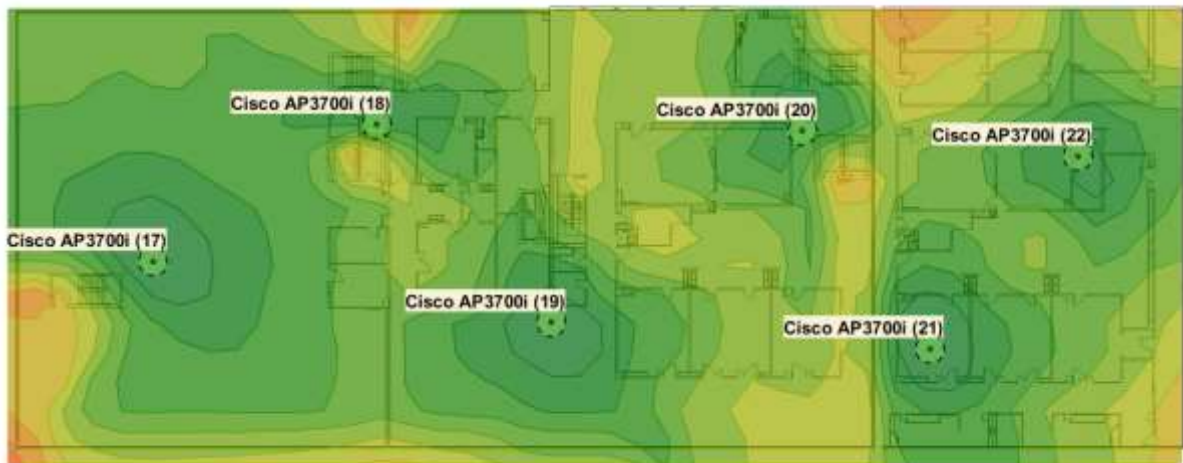 Cisco AP3700i (18)
Cisco AP3700i (20)
Cisco AP3700i (22)
Cisco AP3700i (17)
Cisco AP3700i (19)
Cisco AP3700i (21)